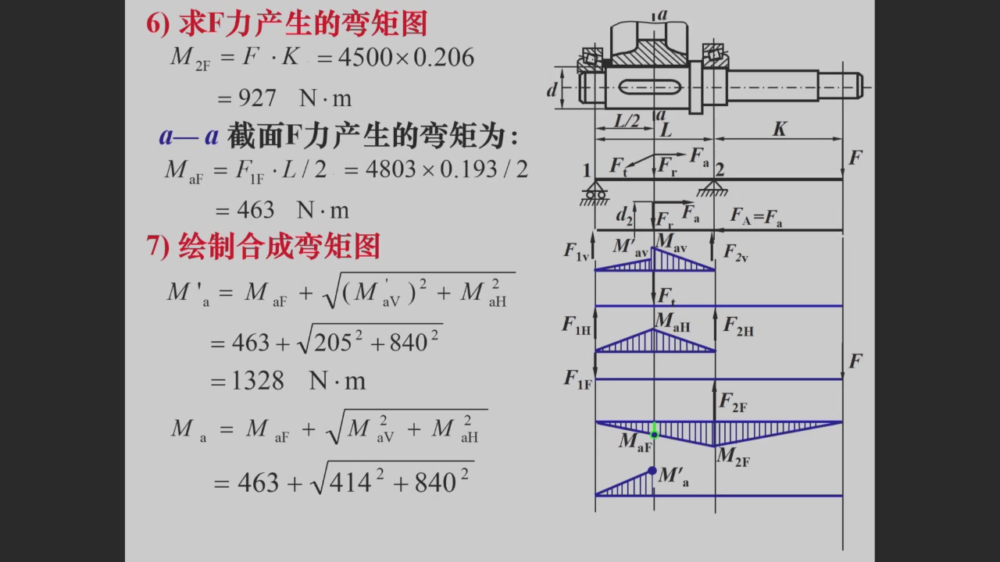 6) 求F力产生的弯矩图
M2F = F · K = 4500×0.206
= 927 N·m
a— a 截面F力产生的弯矩为:
MaF = F1F · L / 2 = 4803×0.193 / 2
= 463 N·m
7) 绘制合成弯矩图
M'a = MaF + √(M'aV)² + M²aH
= 463 + √205² + 840²
= 1328 N·m
Ma = MaF + √M²aV + M²aH
= 463 + √414² + 840²
a
d
L/2 a
L K
1 Ft Fr Fa 2 F
d2 Fr Fa FA=Fa
F1v M'av Mav F2v
Ft
F1H MaH F2H
F1F F
F2F
MaF M2F
M'a